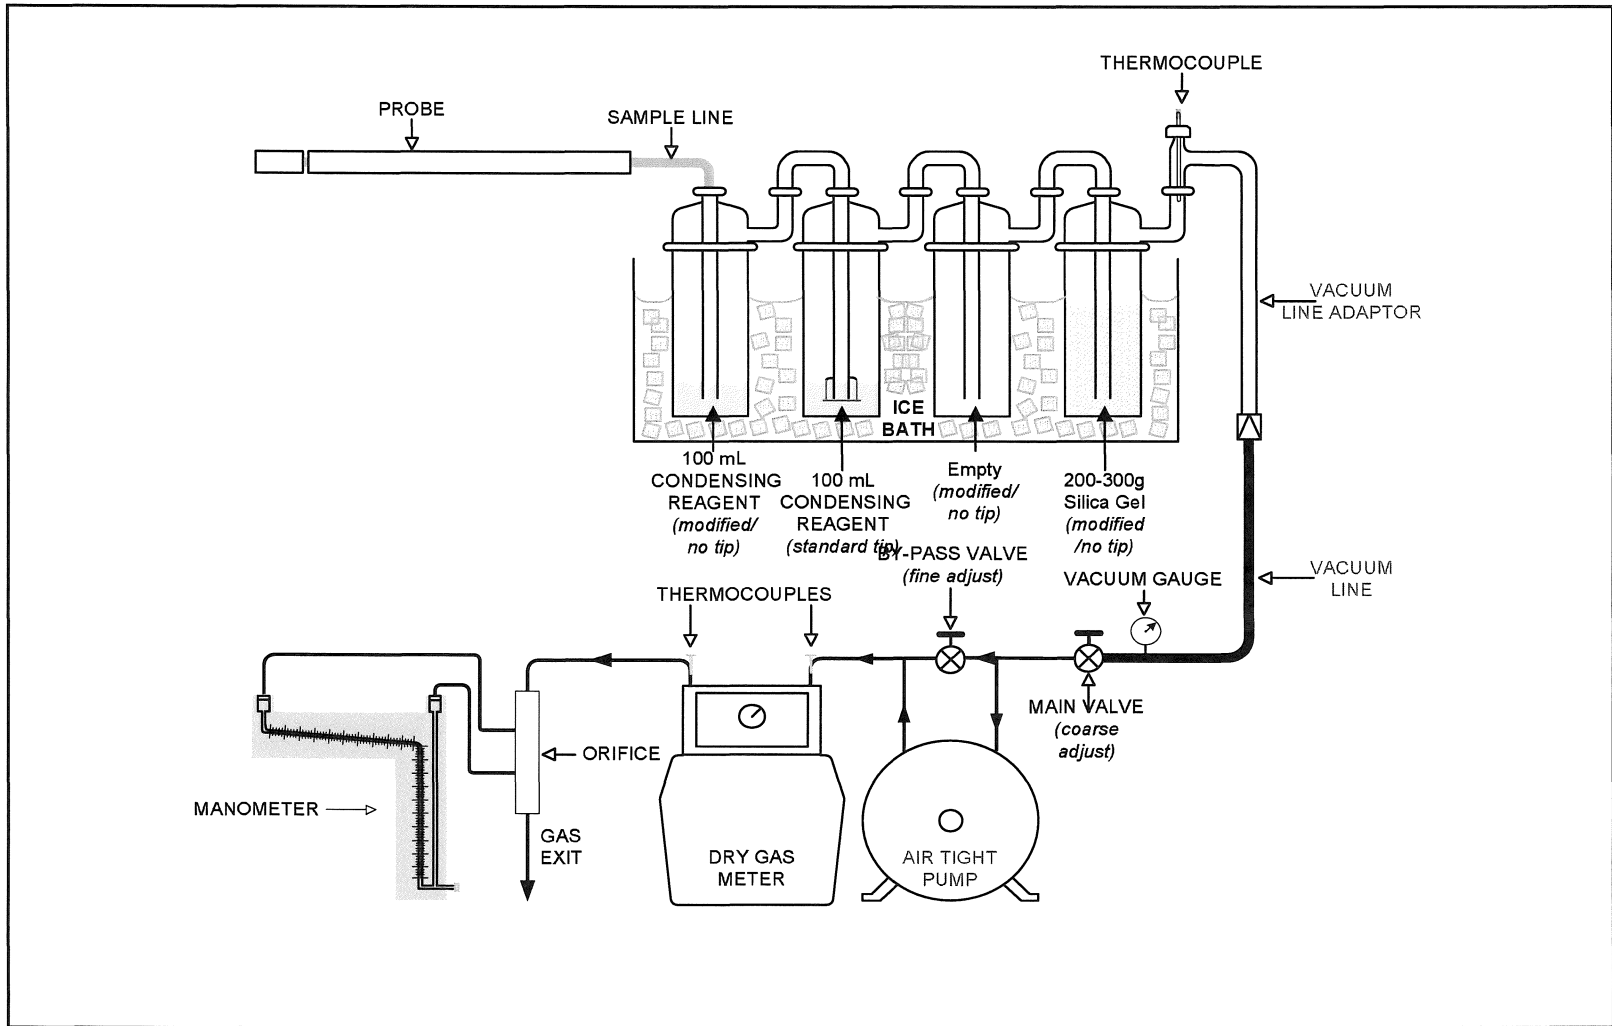 THERMOCOUPLE
PROBE
SAMPLE LINE
VACUUM
LINE ADAPTOR
ICE
BATH
100 mL
CONDENSING
REAGENT
(modified/
no tip)
100 mL
CONDENSING
REAGENT
(standard tip)
Empty
(modified/
no tip)
200-300g
Silica Gel
(modified
/no tip)
BY-PASS VALVE
(fine adjust)
VACUUM GAUGE
VACUUM
LINE
THERMOCOUPLES
MAIN VALVE
(coarse
adjust)
ORIFICE
MANOMETER
GAS
EXIT
DRY GAS
METER
AIR TIGHT
PUMP